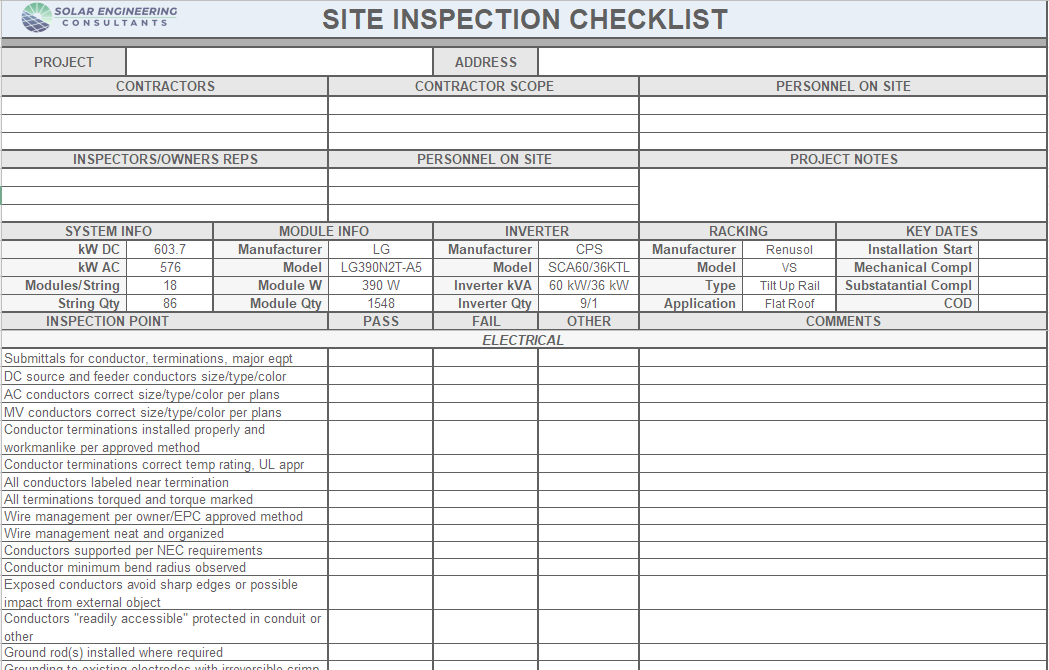 SOLAR ENGINEERING
CONSULTANTS
SITE INSPECTION CHECKLIST
PROJECT ADDRESS
CONTRACTORS CONTRACTOR SCOPE PERSONNEL ON SITE
INSPECTORS/OWNERS REPS PERSONNEL ON SITE PROJECT NOTES
SYSTEM INFO MODULE INFO INVERTER RACKING KEY DATES
kW DC 603.7 Manufacturer LG Manufacturer CPS Manufacturer Renusol Installation Start
kW AC 576 Model LG390N2T-A5 Model SCA60/36KTL Model VS Mechanical Compl
Modules/String 18 Module W 390 W Inverter kVA 60 kW/36 kW Type Tilt Up Rail Substatantial Compl
String Qty 86 Module Qty 1548 Inverter Qty 9/1 Application Flat Roof COD
INSPECTION POINT PASS FAIL OTHER COMMENTS
ELECTRICAL
Submittals for conductor, terminations, major eqpt
DC source and feeder conductors size/type/color
AC conductors correct size/type/color per plans
MV conductors correct size/type/color per plans
Conductor terminations installed properly and
workmanlike per approved method
Conductor terminations correct temp rating, UL appr
All conductors labeled near termination
All terminations torqued and torque marked
Wire management per owner/EPC approved method
Wire management neat and organized
Conductors supported per NEC requirements
Conductor minimum bend radius observed
Exposed conductors avoid sharp edges or possible
impact from external object
Conductors "readily accessible" protected in conduit or
other
Ground rod(s) installed where required
Grounding to existing electrodes with irreversible crimp